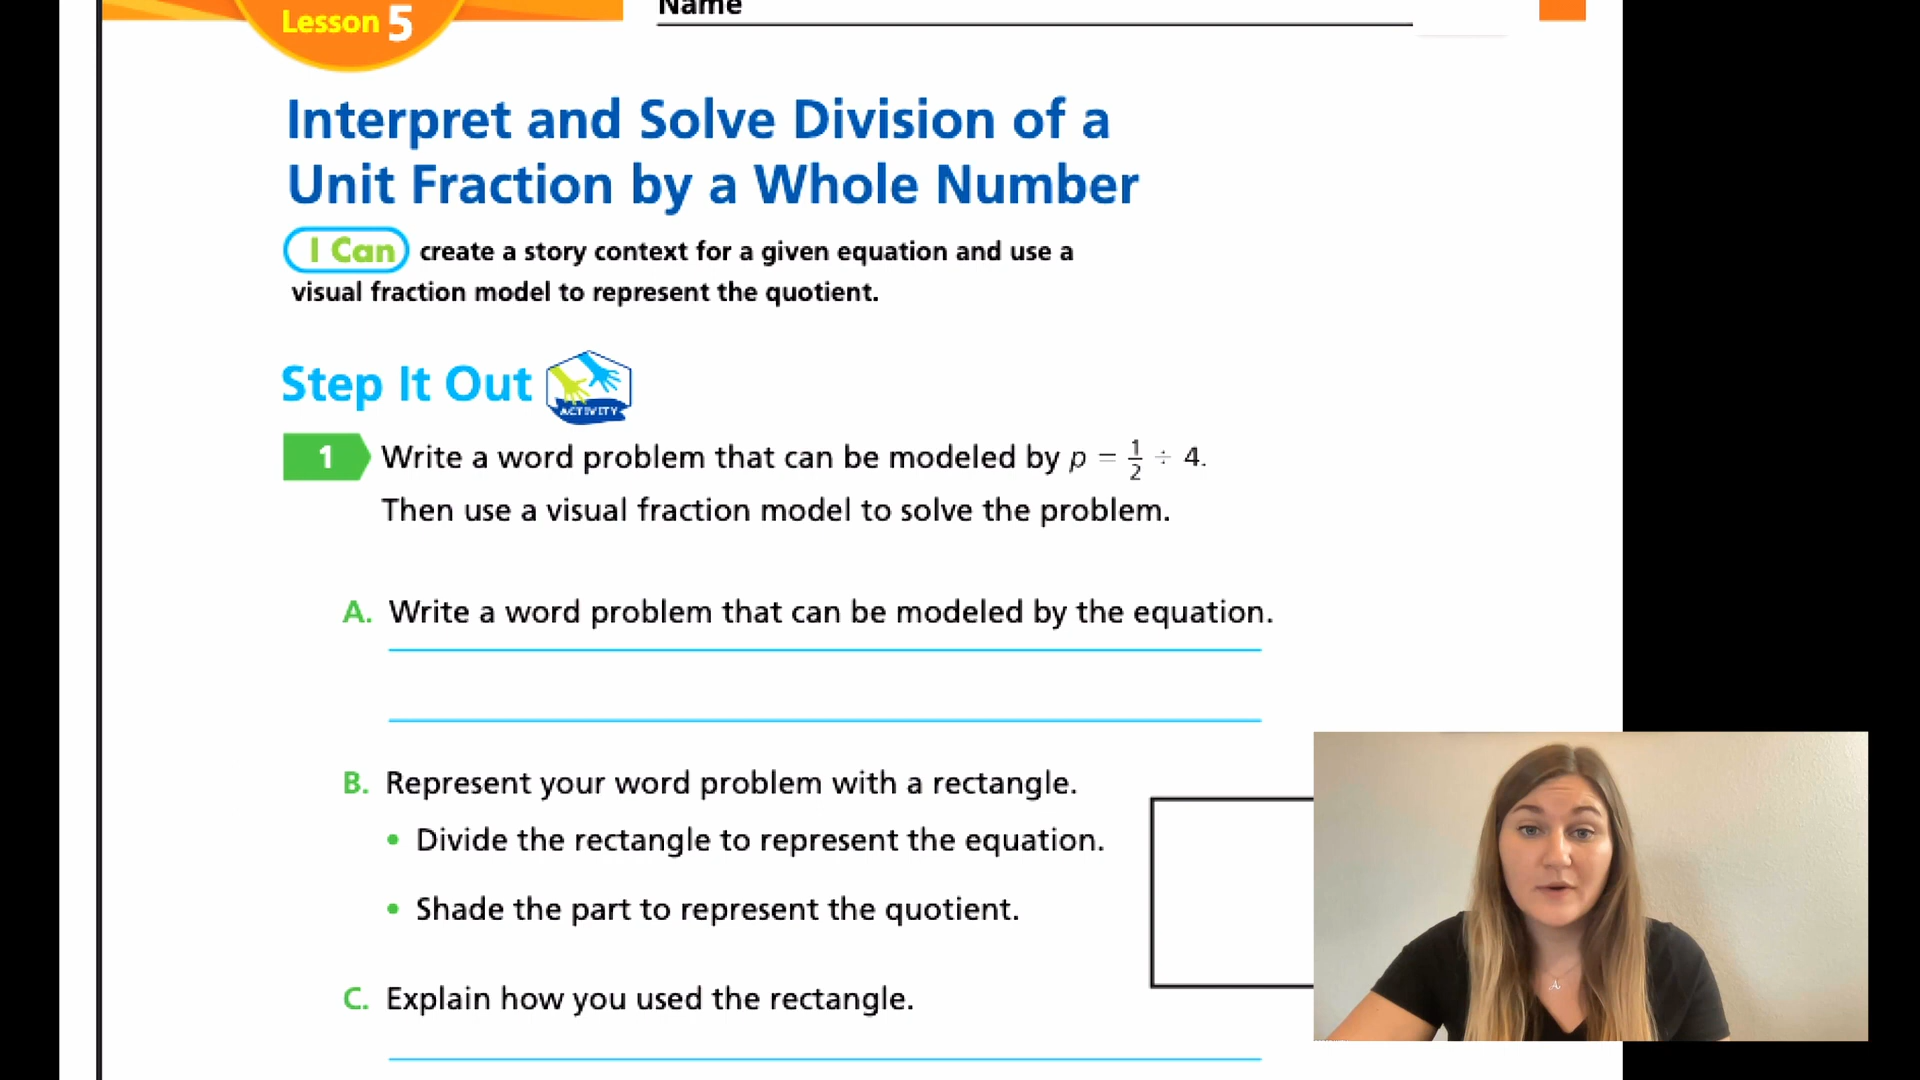 Lesson 5
Name
Interpret and Solve Division of a
Unit Fraction by a Whole Number
I Can create a story context for a given equation and use a
visual fraction model to represent the quotient.
Step It Out
ACTIVITY
1 Write a word problem that can be modeled by p = 1/2 ÷ 4.
Then use a visual fraction model to solve the problem.
A. Write a word problem that can be modeled by the equation.
B. Represent your word problem with a rectangle.
• Divide the rectangle to represent the equation.
• Shade the part to represent the quotient.
C. Explain how you used the rectangle.